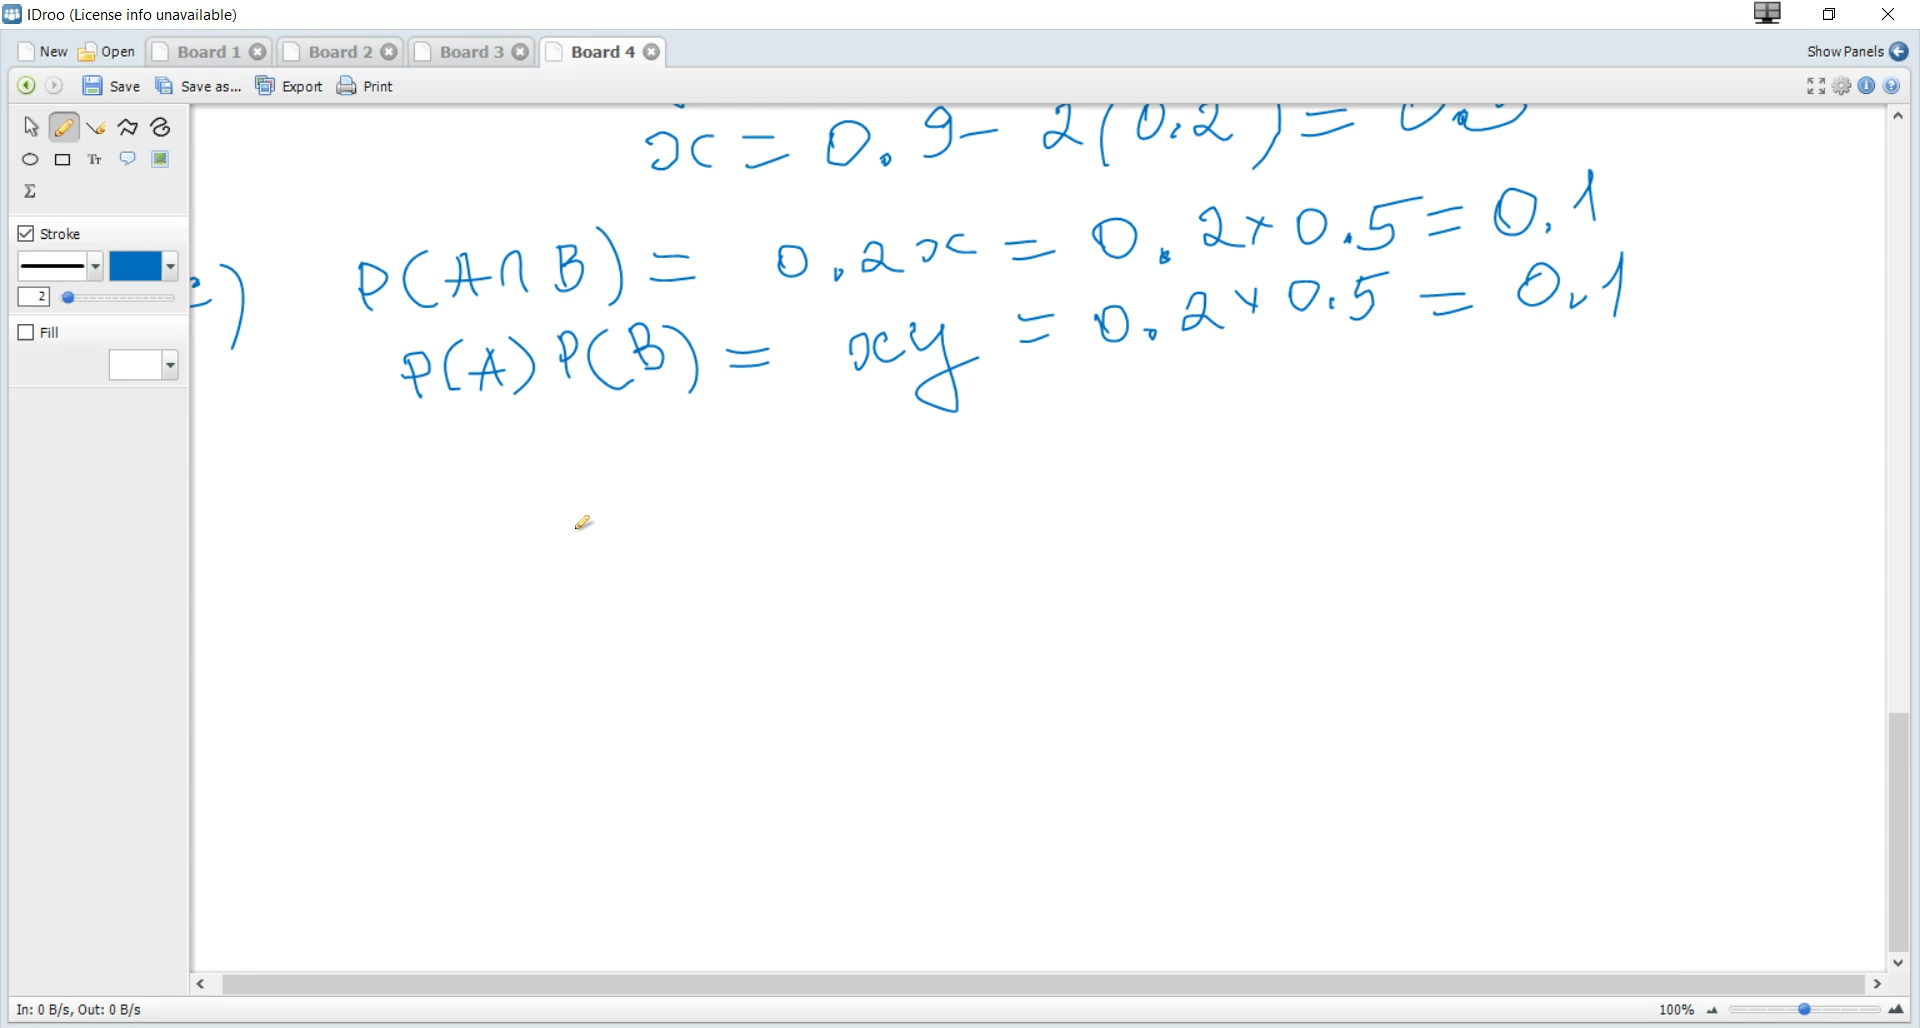 IDroo (License info unavailable)
New Open Board 1 Board 2 Board 3 Board 4 Show Panels
Save Save as... Export Print
Tr
Σ
Stroke
2
Fill
x = 0.9 - 2(0.2) =
P(A∩B) = 0.2x = 0.2 × 0.5 = 0.1
)
P(A) P(B) = xy = 0.2 × 0.5 = 0.1
In: 0 B/s, Out: 0 B/s 100%